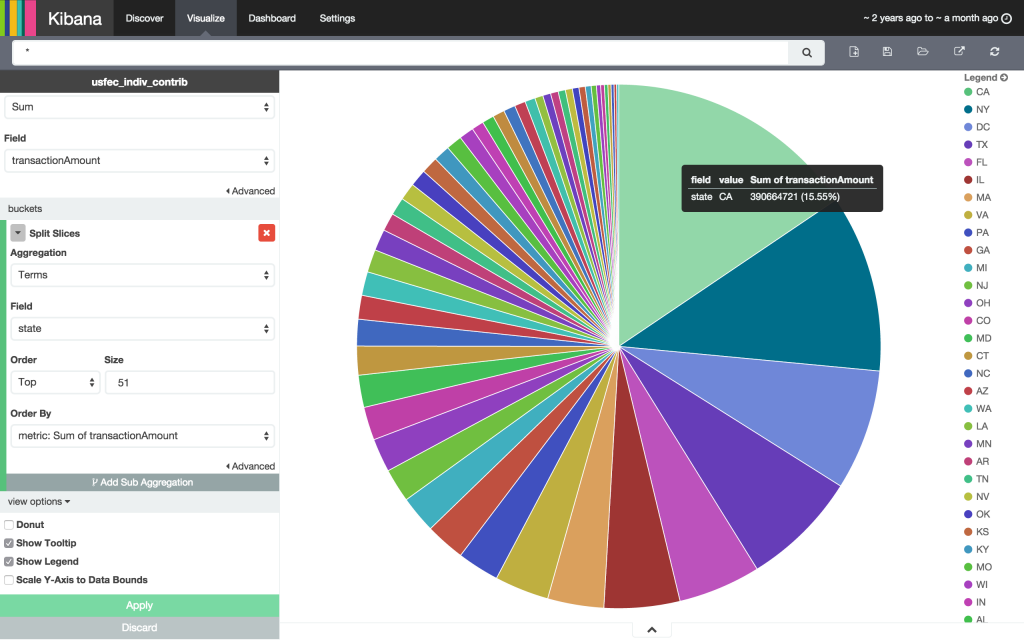 Kibana Discover Visualize Dashboard Settings ~ 2 years ago to ~ a month ago
*
usfec_indiv_contrib
Sum
Field
transactionAmount
Advanced
buckets
Split Slices
Aggregation
Terms
Field
state
Order Size
Top 51
Order By
metric: Sum of transactionAmount
Advanced
Add Sub Aggregation
view options
Donut
Show Tooltip
Show Legend
Scale Y-Axis to Data Bounds
Apply
Discard
field value Sum of transactionAmount
state CA 390664721 (15.55%)
Legend
CA
NY
DC
TX
FL
IL
MA
VA
PA
GA
MI
NJ
OH
CO
MD
CT
NC
AZ
WA
LA
MN
AR
TN
NV
OK
KS
KY
MO
WI
IN
AL